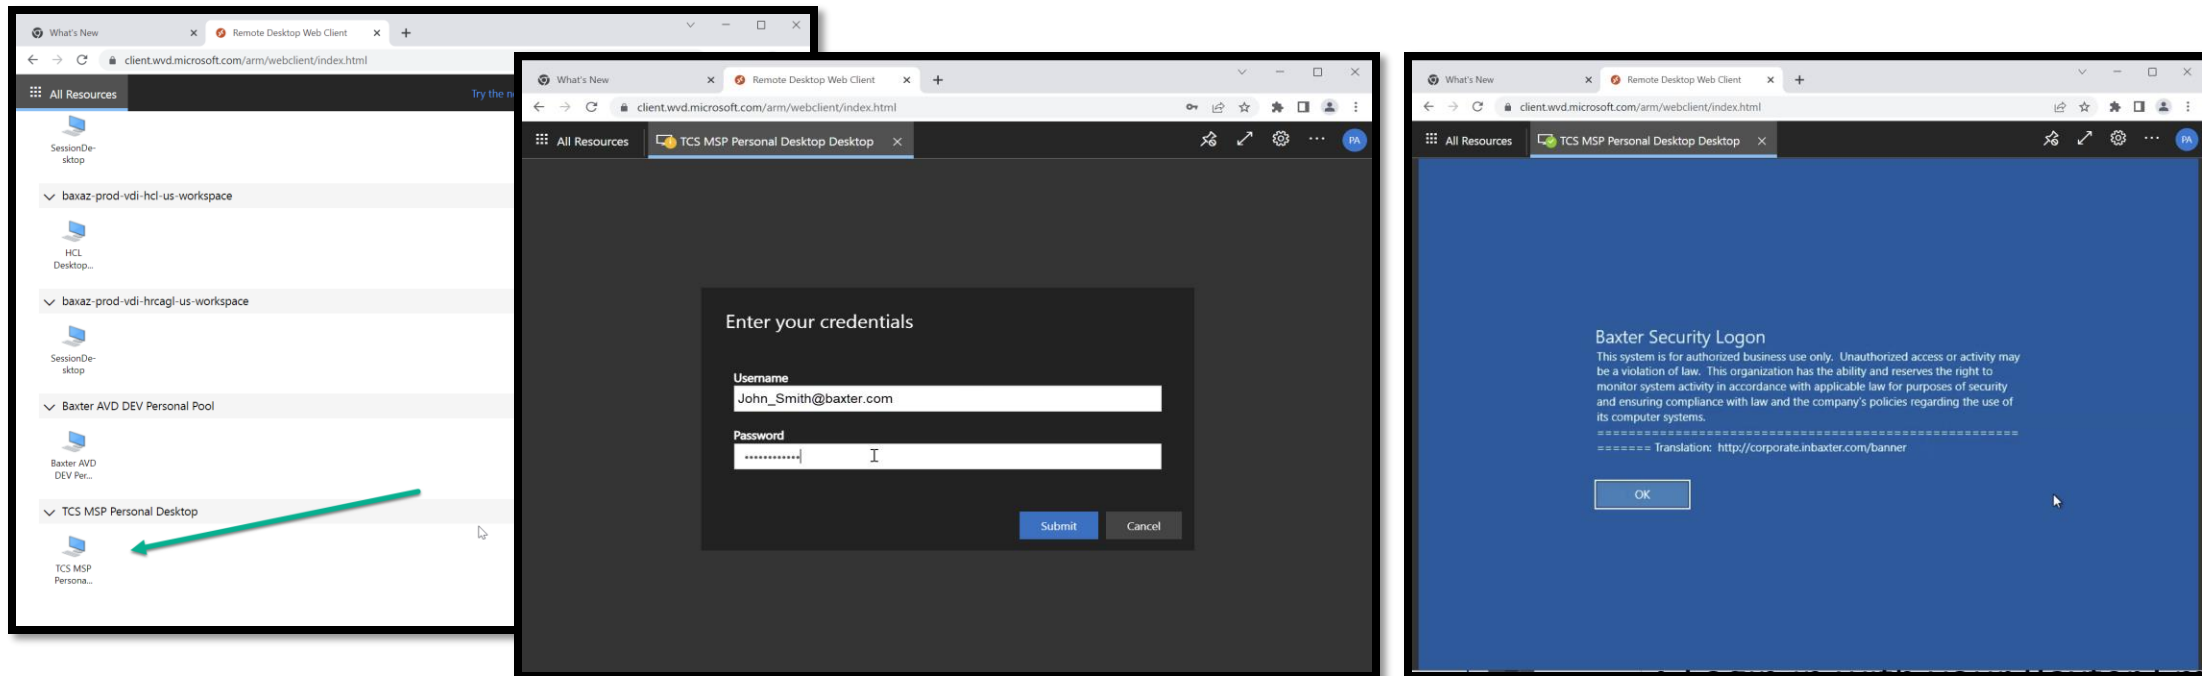 What's New
Remote Desktop Web Client
client.wvd.microsoft.com/arm/webclient/index.html
All Resources
Try the
SessionDe-
sktop
baxaz-prod-vdi-hcl-us-workspace
HCL
Desktop...
baxaz-prod-vdi-hrcagl-us-workspace
SessionDe-
sktop
Baxter AVD DEV Personal Pool
Baxter AVD
DEV Per...
TCS MSP Personal Desktop
TCS MSP
Persona...
What's New
Remote Desktop Web Client
client.wvd.microsoft.com/arm/webclient/index.html
All Resources
TCS MSP Personal Desktop Desktop
PA
Enter your credentials
Username
John_Smith@baxter.com
Password
Submit
Cancel
What's New
Remote Desktop Web Client
client.wvd.microsoft.com/arm/webclient/index.html
All Resources
TCS MSP Personal Desktop Desktop
PA
Baxter Security Logon
This system is for authorized business use only. Unauthorized access or activity may
be a violation of law. This organization has the ability and reserves the right to
monitor system activity in accordance with applicable law for purposes of security
and ensuring compliance with law and the company's policies regarding the use of
its computer systems.
=====================================================
======= Translation: http://corporate.inbaxter.com/banner
OK